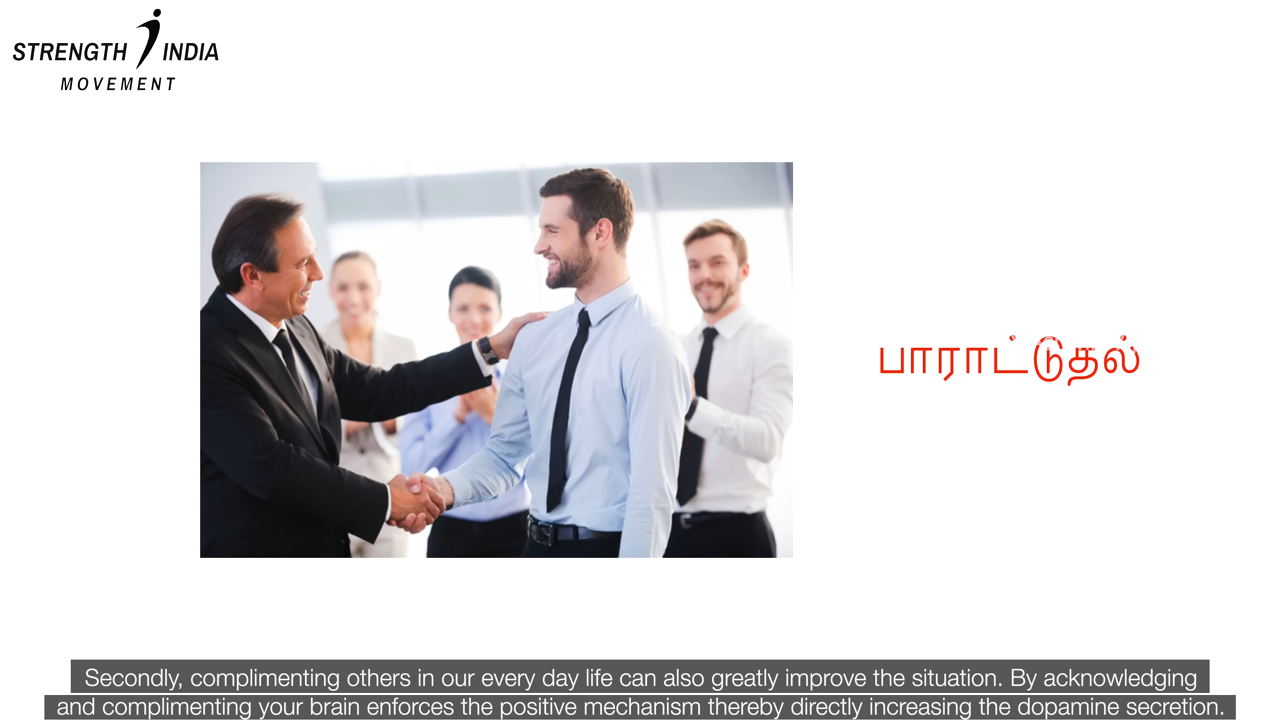 STRENGTH INDIA
MOVEMENT
பாராட்டுதல்
Secondly, complimenting others in our every day life can also greatly improve the situation. By acknowledging
and complimenting your brain enforces the positive mechanism thereby directly increasing the dopamine secretion.